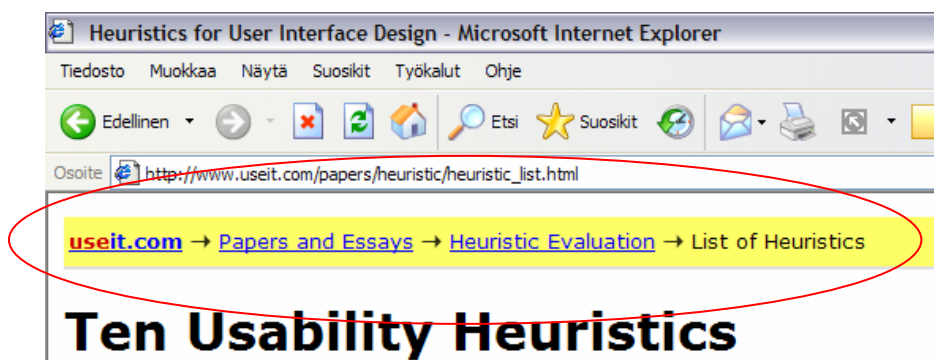 Heuristics for User Interface Design - Microsoft Internet Explorer
Tiedosto Muokkaa Näytä Suosikit Työkalut Ohje
Edellinen Etsi Suosikit
Osoite http://www.useit.com/papers/heuristic/heuristic_list.html
useit.com → Papers and Essays → Heuristic Evaluation → List of Heuristics
Ten Usability Heuristics